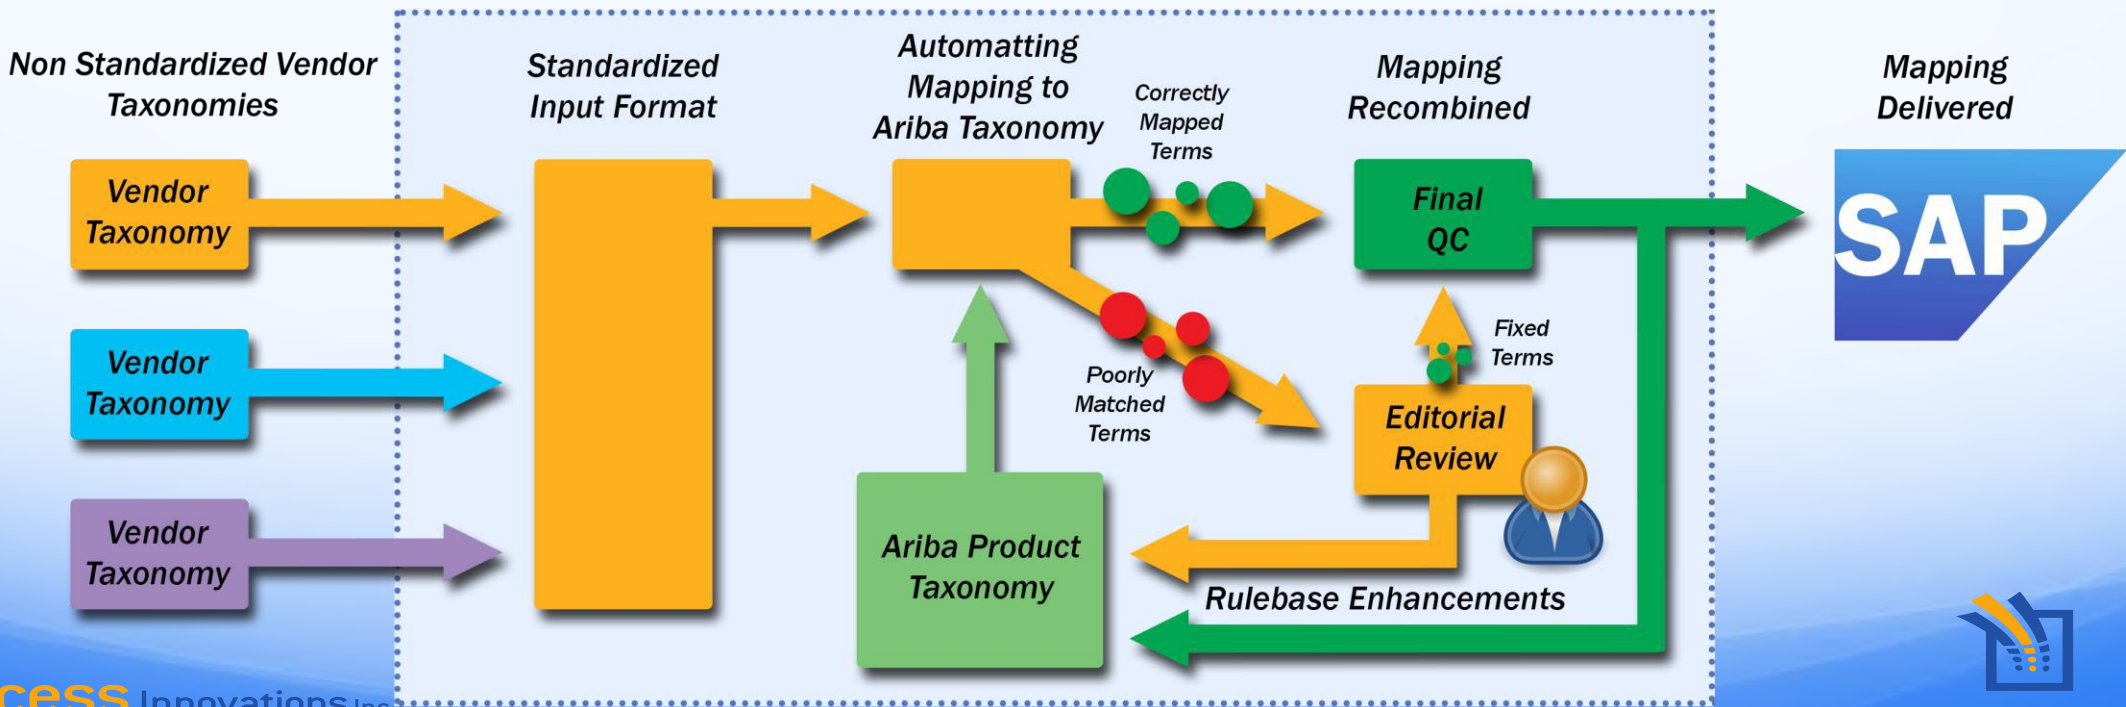 Non Standardized Vendor
Taxonomies
Vendor
Taxonomy
Vendor
Taxonomy
Vendor
Taxonomy
Standardized
Input Format
Automatting
Mapping to
Ariba Taxonomy
Correctly
Mapped
Terms
Poorly
Matched
Terms
Ariba Product
Taxonomy
Mapping
Recombined
Final
QC
Fixed
Terms
Editorial
Review
Rulebase Enhancements
Mapping
Delivered
SAP
cess Innovations Inc